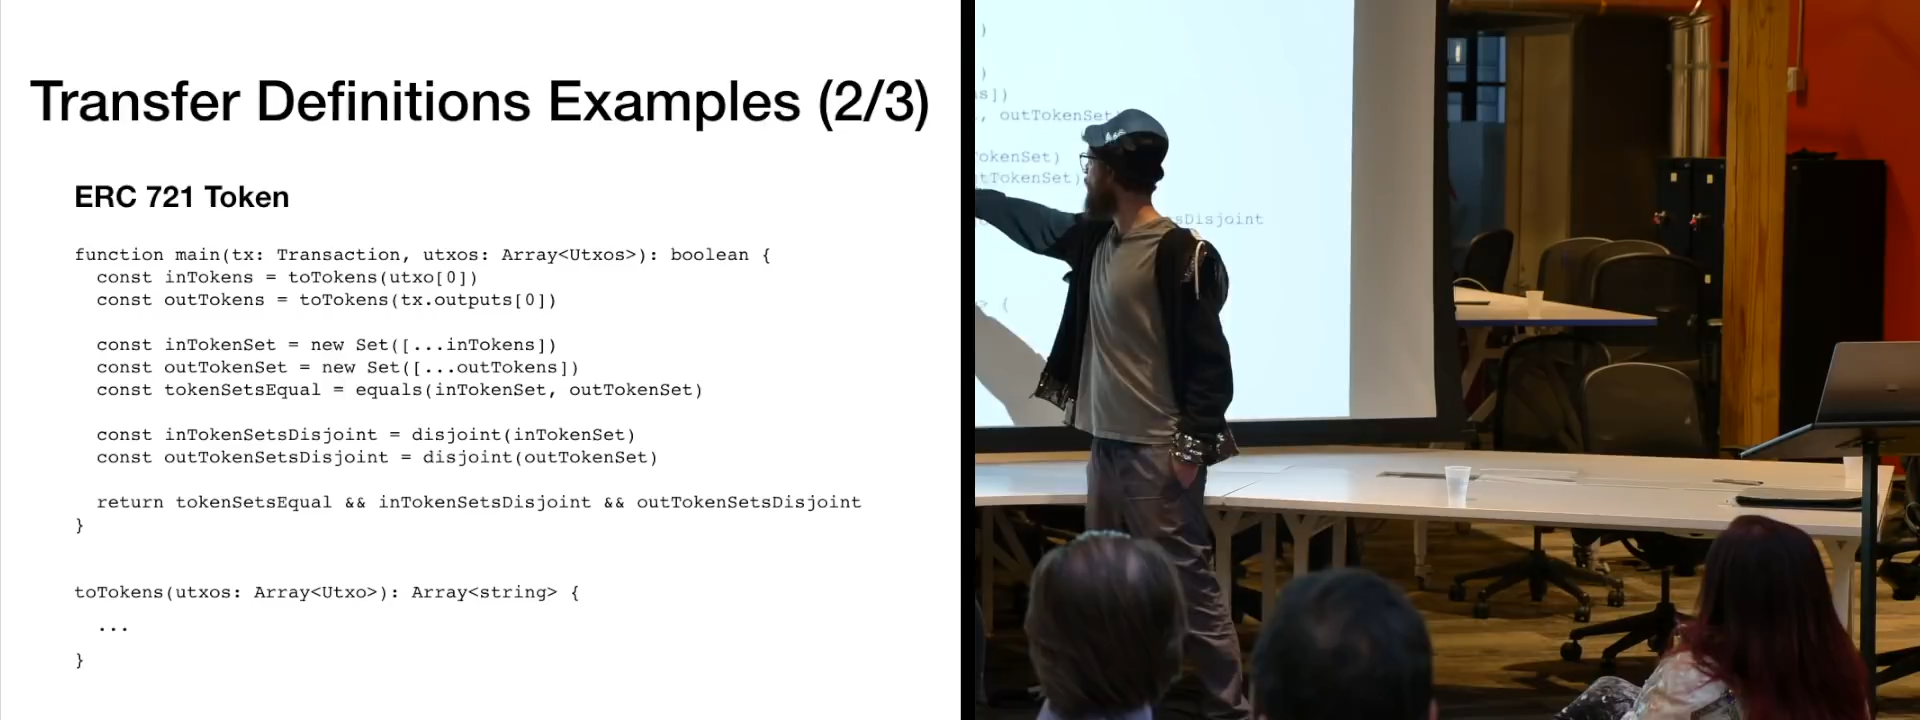 Transfer Definitions Examples (2/3)
ERC 721 Token
function main(tx: Transaction, utxos: Array<Utxos>): boolean {
const inTokens = toTokens(utxo[0])
const outTokens = toTokens(tx.outputs[0])
const inTokenSet = new Set([...inTokens])
const outTokenSet = new Set([...outTokens])
const tokenSetsEqual = equals(inTokenSet, outTokenSet)
const inTokenSetsDisjoint = disjoint(inTokenSet)
const outTokenSetsDisjoint = disjoint(outTokenSet)
return tokenSetsEqual && inTokenSetsDisjoint && outTokenSetsDisjoint
}
toTokens(utxos: Array<Utxo>): Array<string> {
...
}
)
)
s])
, outTokenSet)
okenSet)
tTokenSet)
sDisjoint
> {